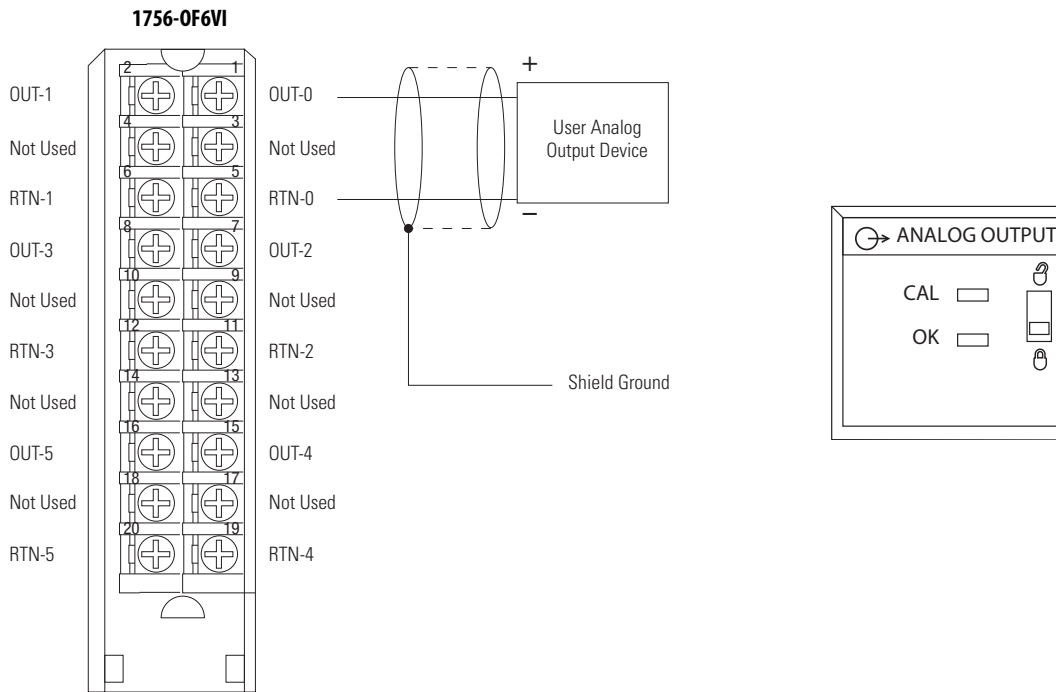 1756-OF6VI
2 1
OUT-1 OUT-0
4 3
Not Used Not Used
6 5
RTN-1 RTN-0
8 7
OUT-3 OUT-2
10 9
Not Used Not Used
12 11
RTN-3 RTN-2
14 13
Not Used Not Used
16 15
OUT-5 OUT-4
18 17
Not Used Not Used
20 19
RTN-5 RTN-4
+
User Analog
Output Device
–
Shield Ground
ANALOG OUTPUT
CAL
OK